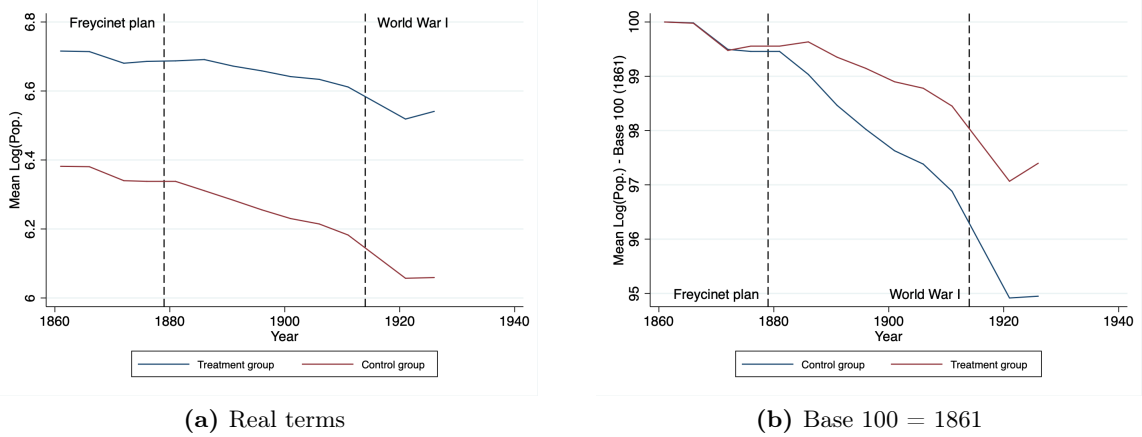 Freycinet plan
World War I
6.8
6.6
6.4
6.2
6
Mean Log(Pop.)
1860 1880 1900 1920 1940
Year
Treatment group Control group
(a) Real terms
100
99
98
97
96
95
Mean Log(Pop.) - Base 100 (1861)
Freycinet plan
World War I
1860 1880 1900 1920 1940
Year
Control group Treatment group
(b) Base 100 = 1861